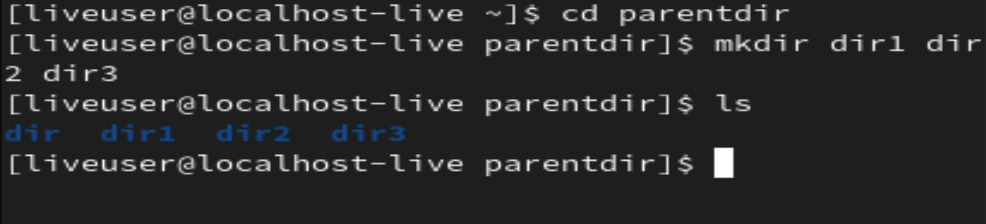 [liveuser@localhost-live ~]$ cd parentdir
[liveuser@localhost-live parentdir]$ mkdir dir1 dir
2 dir3
[liveuser@localhost-live parentdir]$ ls
dir  dir1  dir2  dir3
[liveuser@localhost-live parentdir]$